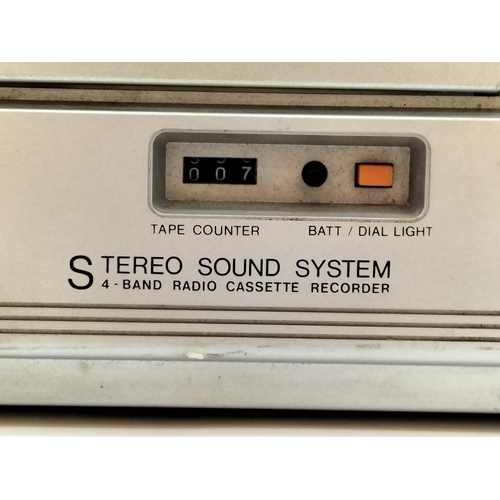 007
TAPE COUNTER BATT / DIAL LIGHT
STEREO SOUND SYSTEM
4-BAND RADIO CASSETTE RECORDER